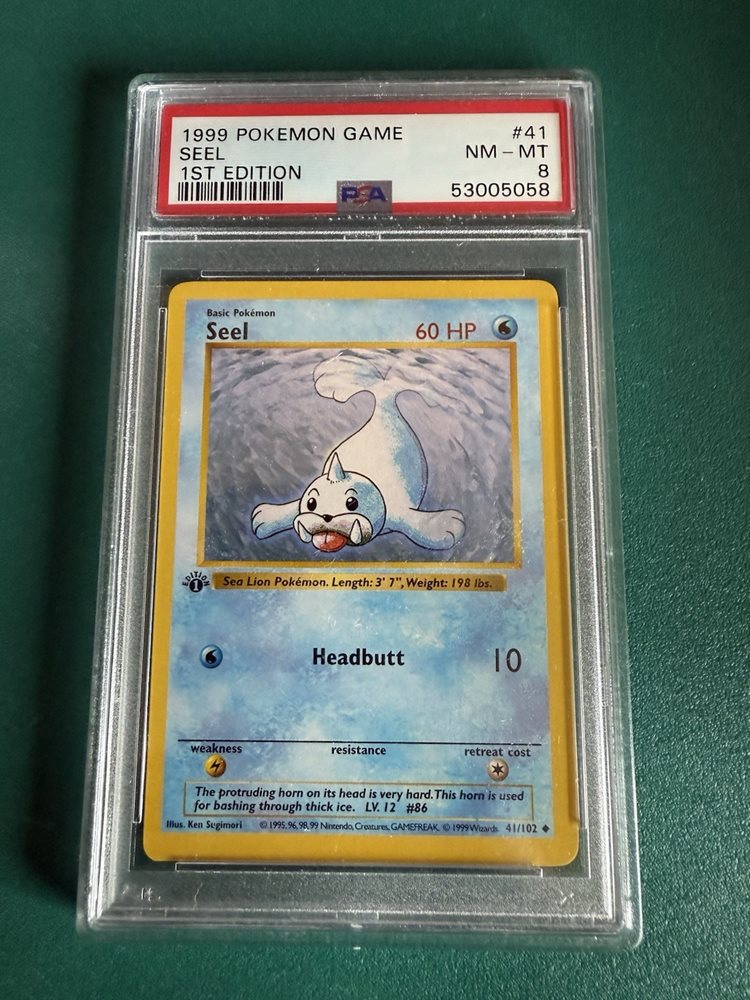 1999 POKEMON GAME #41
SEEL NM - MT
1ST EDITION 8
PSA 53005058
Basic Pokémon
Seel 60 HP
EDITION 1
Sea Lion Pokémon. Length: 3' 7", Weight: 198 lbs.
Headbutt 10
weakness resistance retreat cost
The protruding horn on its head is very hard. This horn is used
for bashing through thick ice. LV. 12 #86
Illus. Ken Sugimori © 1995, 96, 98, 99 Nintendo, Creatures, GAMEFREAK. © 1999 Wizards. 41/102